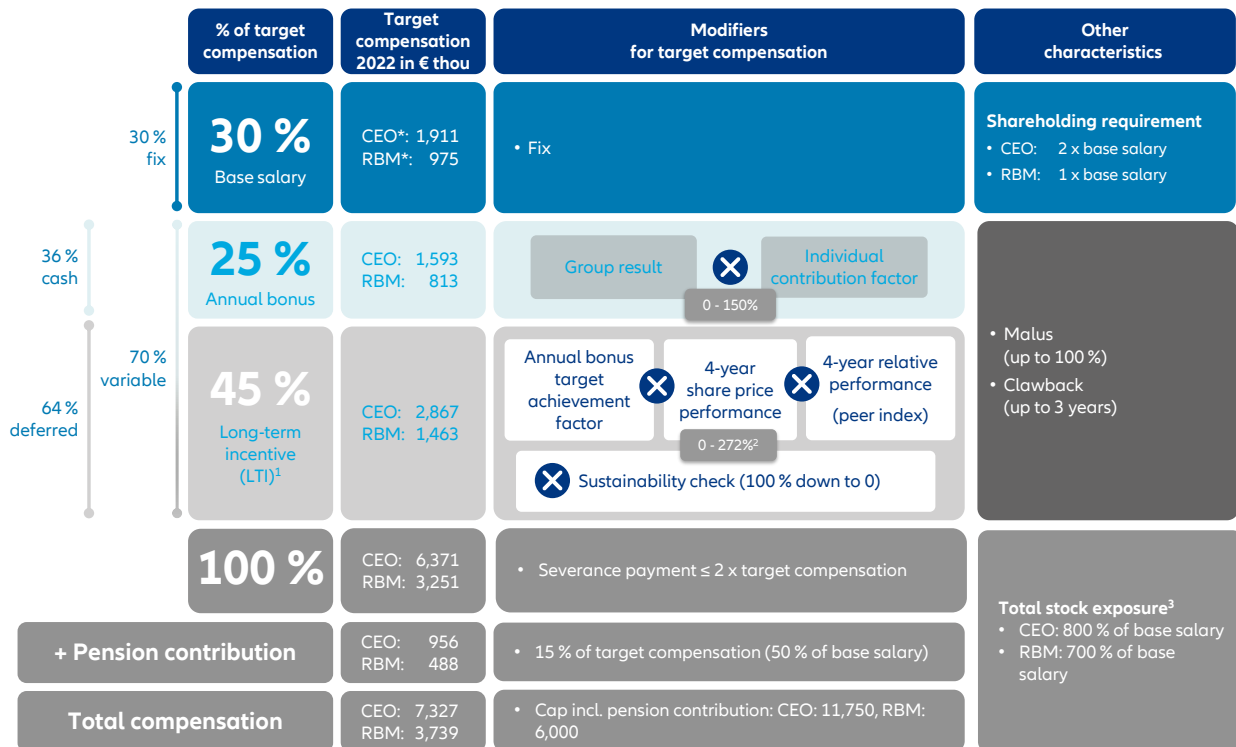 % of target
compensation
Target
compensation
2022 in € thou
Modifiers
for target compensation
Other
characteristics
30 %
fix
30 %
Base salary
CEO*: 1,911
RBM*: 975
• Fix
Shareholding requirement
• CEO: 2 x base salary
• RBM: 1 x base salary
36 %
cash
25 %
Annual bonus
CEO: 1,593
RBM: 813
Group result
Individual
contribution factor
0 - 150%
70 %
variable
64 %
deferred
45 %
Long-term
incentive
(LTI)1
CEO: 2,867
RBM: 1,463
Annual bonus
target
achievement
factor
4-year
share price
performance
4-year relative
performance
(peer index)
0 - 272%2
Sustainability check (100 % down to 0)
• Malus
(up to 100 %)
• Clawback
(up to 3 years)
100 %
CEO: 6,371
RBM: 3,251
• Severance payment ≤ 2 x target compensation
+ Pension contribution
CEO: 956
RBM: 488
• 15 % of target compensation (50 % of base salary)
Total compensation
CEO: 7,327
RBM: 3,739
• Cap incl. pension contribution: CEO: 11,750, RBM:
6,000
Total stock exposure3
• CEO: 800 % of base salary
• RBM: 700 % of base
salary